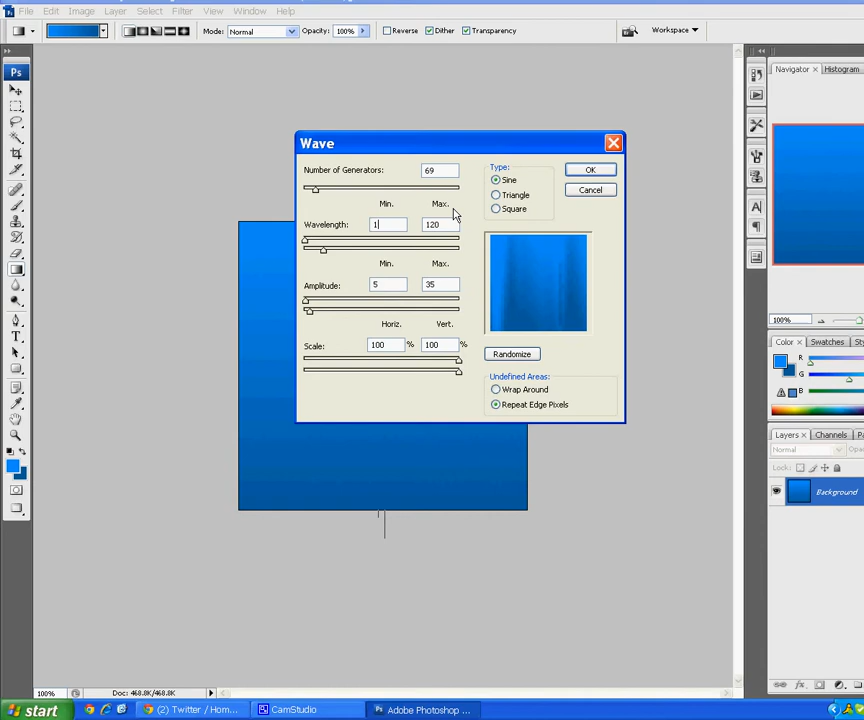 File Edit Image Layer Select Filter View Window Help
Mode: Normal Opacity: 100% Reverse Dither Transparency Workspace
Ps
Navigator × Histogram
100%
Color × Swatches
R
G
B
Layers × Channels
Normal
Lock:
Background
Wave
Number of Generators: 69
Min. Max.
Wavelength: 1 120
Min. Max.
Amplitude: 5 35
Horiz. Vert.
Scale: 100 % 100 %
Type:
Sine
Triangle
Square
OK
Cancel
Randomize
Undefined Areas:
Wrap Around
Repeat Edge Pixels
100% Doc: 468.8K/468.8K
start (2) Twitter / Hom... CamStudio Adobe Photoshop ...